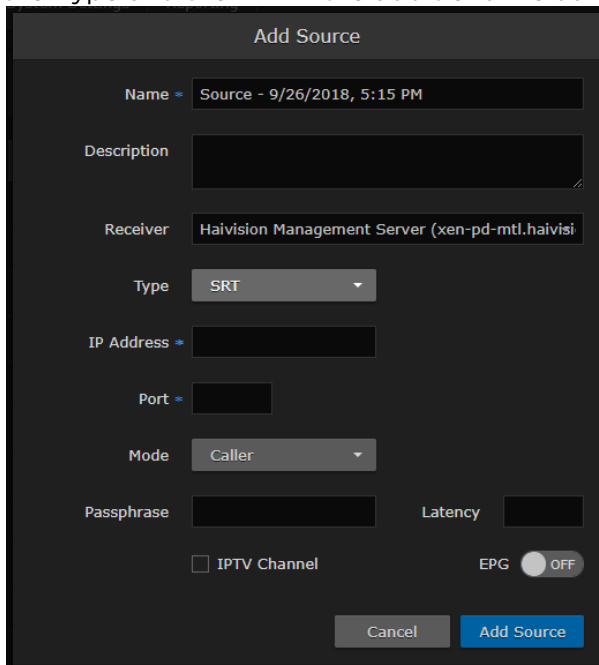 Add Source
Name * Source - 9/26/2018, 5:15 PM
Description
Receiver Haivision Management Server (xen-pd-mtl.haivisi
Type SRT
IP Address *
Port *
Mode Caller
Passphrase Latency
IPTV Channel EPG OFF
Cancel Add Source